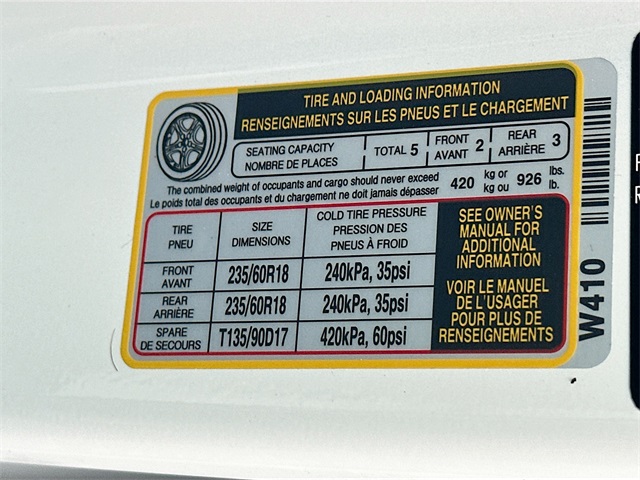 TIRE AND LOADING INFORMATION
RENSEIGNEMENTS SUR LES PNEUS ET LE CHARGEMENT
SEATING CAPACITY
NOMBRE DE PLACES
TOTAL 5
FRONT
AVANT 2
REAR
ARRIÈRE 3
The combined weight of occupants and cargo should never exceed
Le poids total des occupants et du chargement ne doit jamais dépasser
420 kg or
kg ou 926 lbs.
lb.
TIRE
PNEU
SIZE
DIMENSIONS
COLD TIRE PRESSURE
PRESSION DES
PNEUS À FROID
FRONT
AVANT
235/60R18
240kPa, 35psi
REAR
ARRIÈRE
235/60R18
240kPa, 35psi
SPARE
DE SECOURS
T135/90D17
420kPa, 60psi
SEE OWNER'S
MANUAL FOR
ADDITIONAL
INFORMATION
VOIR LE MANUEL
DE L'USAGER
POUR PLUS DE
RENSEIGNEMENTS
W410